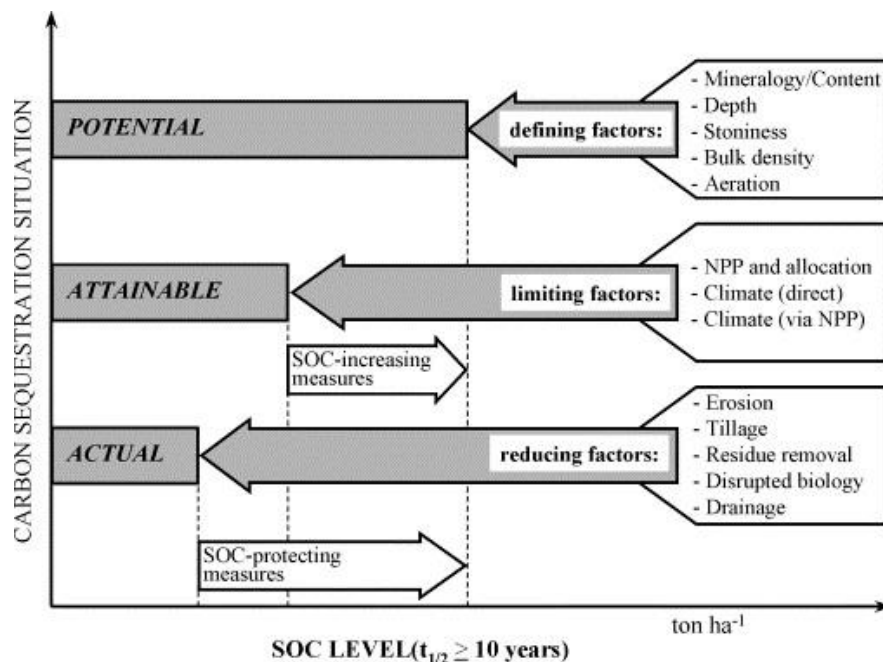 CARBON SEQUESTRATION SITUATION
POTENTIAL
defining factors:
- Mineralogy/Content
- Depth
- Stoniness
- Bulk density
- Aeration
ATTAINABLE
limiting factors:
- NPP and allocation
- Climate (direct)
- Climate (via NPP)
SOC-increasing
measures
ACTUAL
reducing factors:
- Erosion
- Tillage
- Residue removal
- Disrupted biology
- Drainage
SOC-protecting
measures
ton ha⁻¹
SOC LEVEL(t₁/₂ ≥ 10 years)